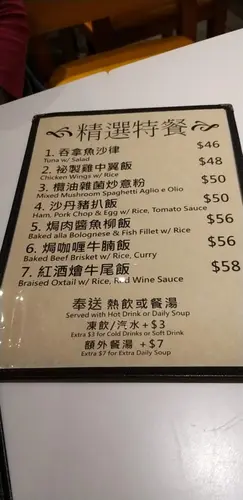 精選特餐
1. 吞拿魚沙律 $46
Tuna w/ Salad
2. 祕製雞中翼飯 $48
Chicken Wings w/ Rice
3. 欖油雜菌炒意粉 $50
Mixed Mushroom Spaghetti Aglio e Olio
4. 沙丹豬扒飯 $50
Ham, Pork Chop & Egg w/ Rice, Tomato Sauce
5. 焗肉醬魚柳飯 $56
Baked alla Bolognese & Fish Fillet w/ Rice
6. 焗咖喱牛腩飯 $56
Baked Beef Brisket w/ Rice, Curry
7. 紅酒燴牛尾飯 $58
Braised Oxtail w/ Rice, Red Wine Sauce
奉送 熱飲或餐湯
Served with Hot Drink or Daily Soup
凍飲/汽水 +$3
Extra $3 for Cold Drinks or Soft Drink
額外餐湯 +$7
Extra $7 for Extra Daily Soup